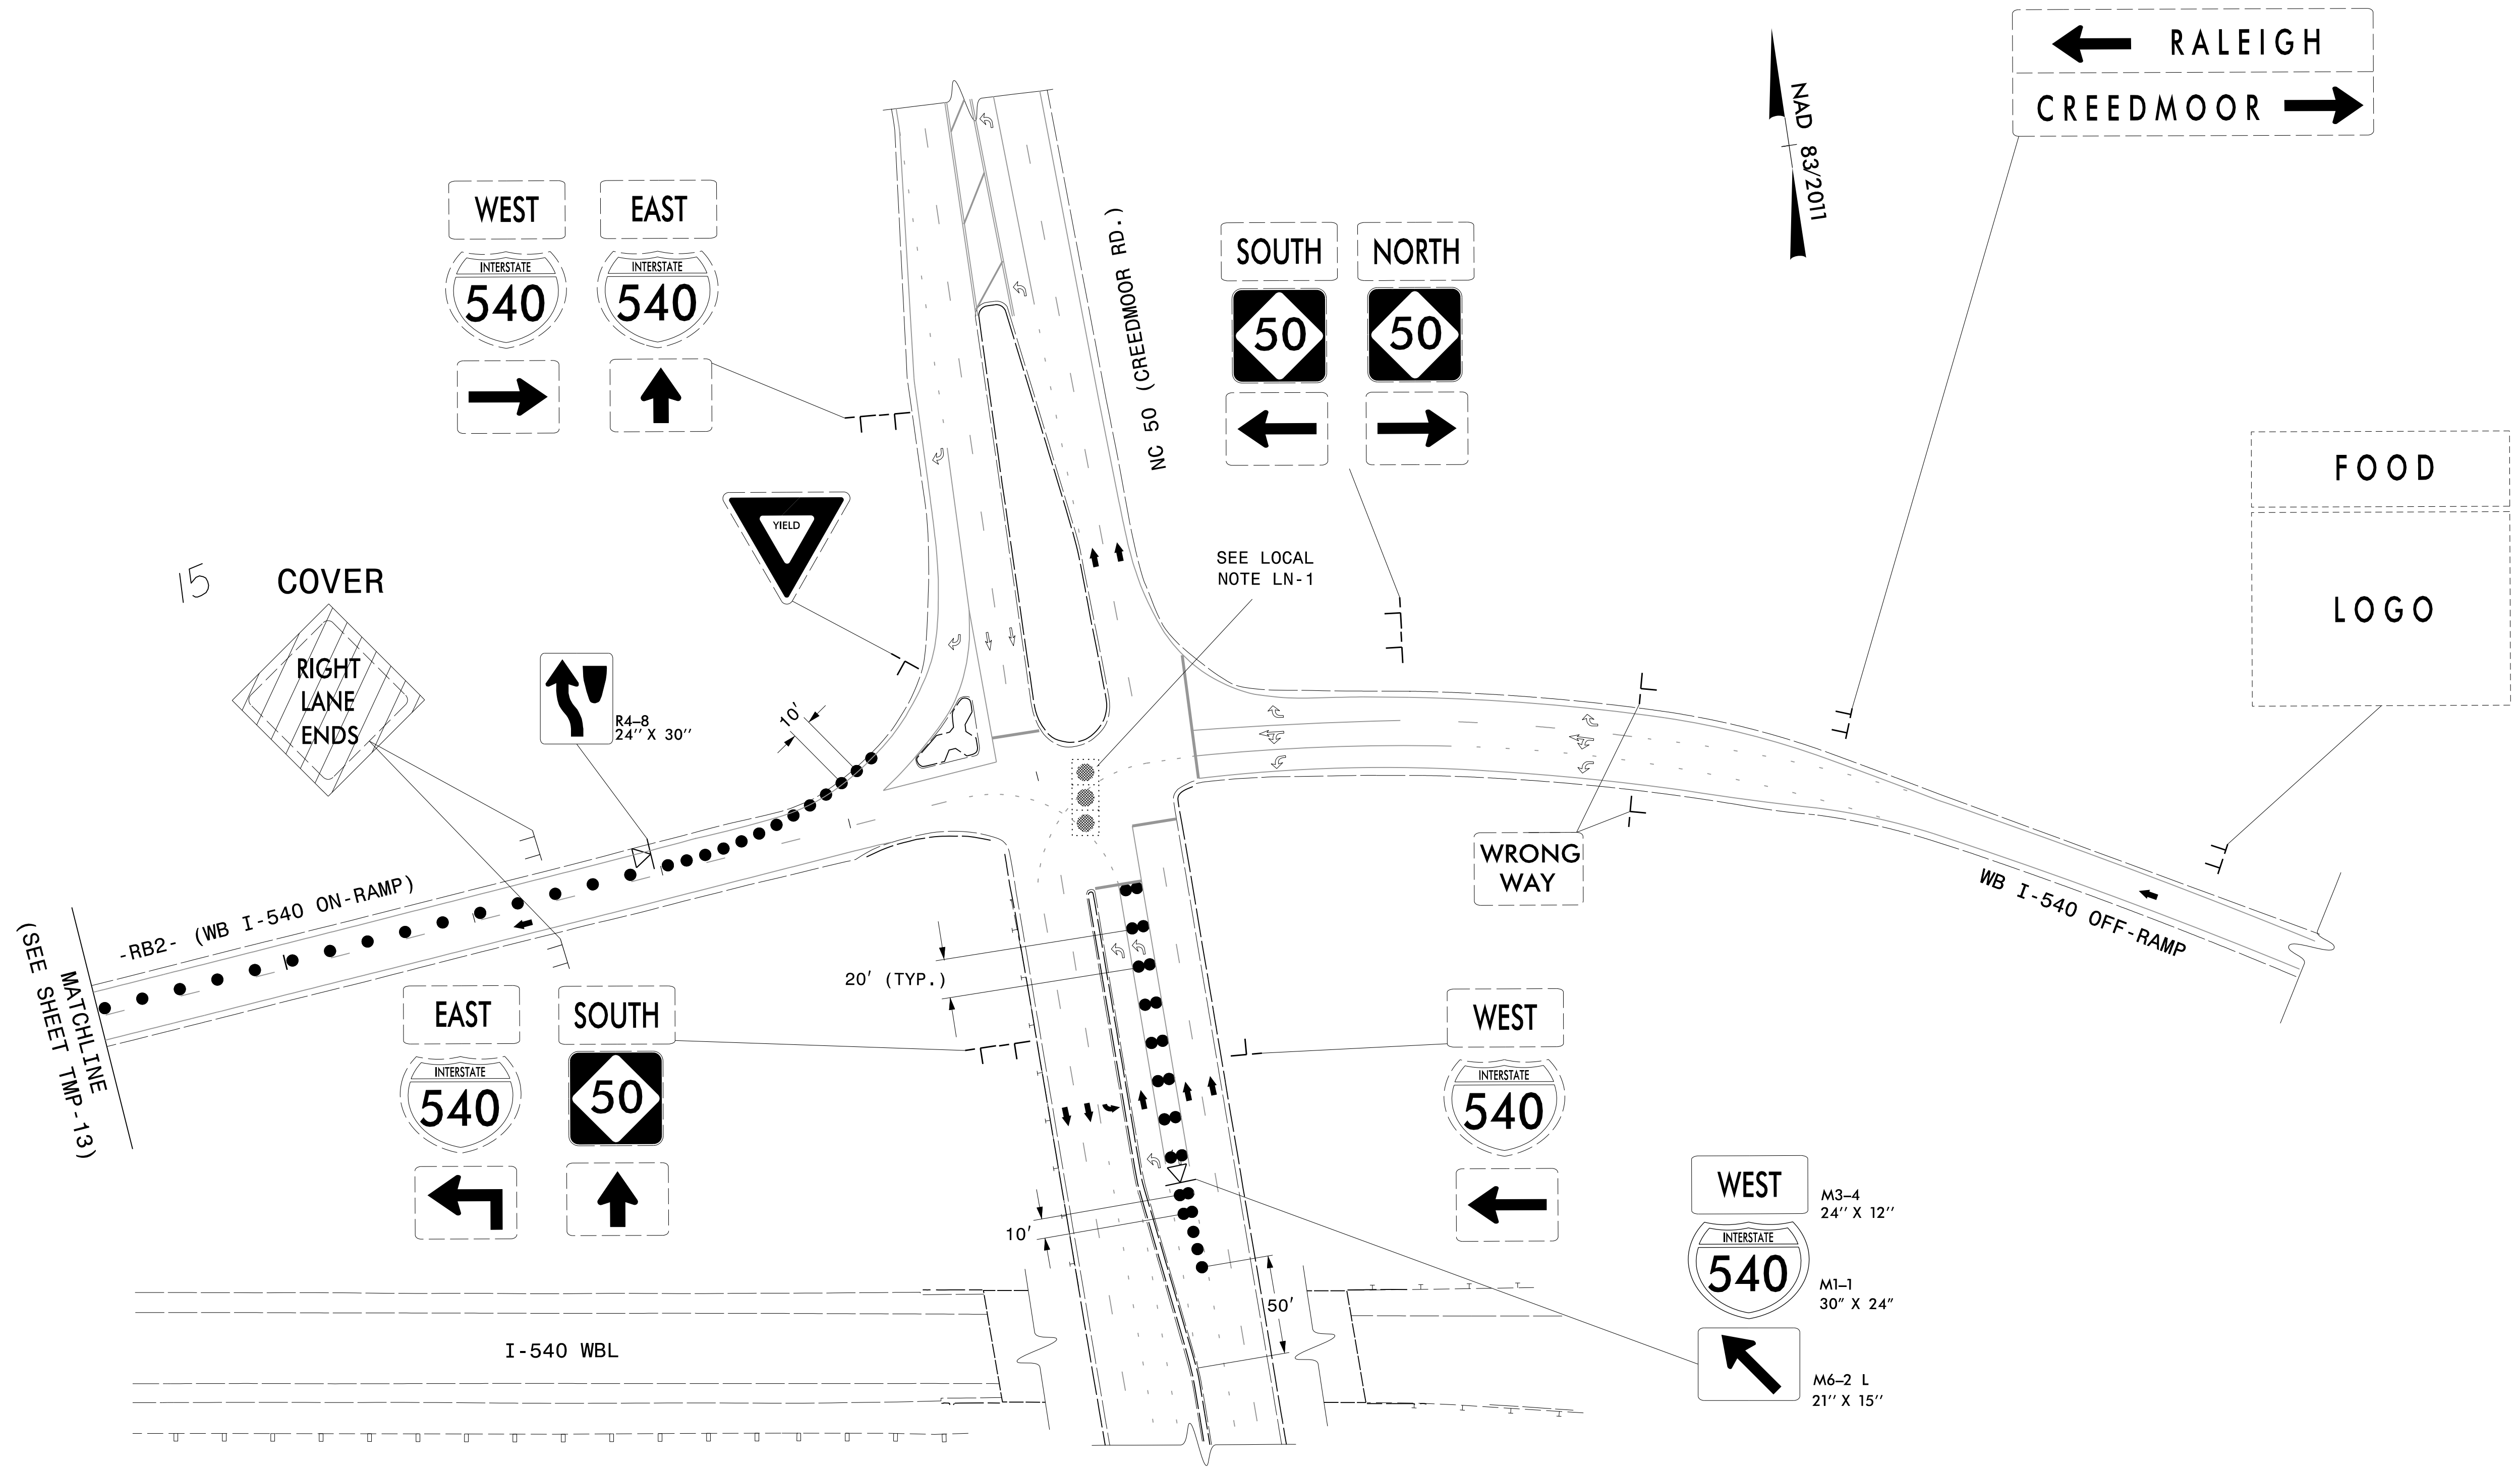 RALEIGH
CREEDMOOR
NAD 83/2011
WEST
EAST
INTERSTATE
540
INTERSTATE
540
NC 50 (CREEDMOOR RD.)
SOUTH
NORTH
50
50
FOOD
LOGO
YIELD
SEE LOCAL
NOTE LN-1
15
COVER
RIGHT
LANE
ENDS
R4-8
24" X 30"
10'
WRONG
WAY
WB I-540 OFF-RAMP
-RB2- (WB I-540 ON-RAMP)
MATCHLINE
(SEE SHEET TMP-13)
20' (TYP.)
EAST
SOUTH
INTERSTATE
540
50
WEST
INTERSTATE
540
10'
50'
WEST
M3-4
24" X 12"
INTERSTATE
540
M1-1
30" X 24"
M6-2 L
21" X 15"
I-540 WBL